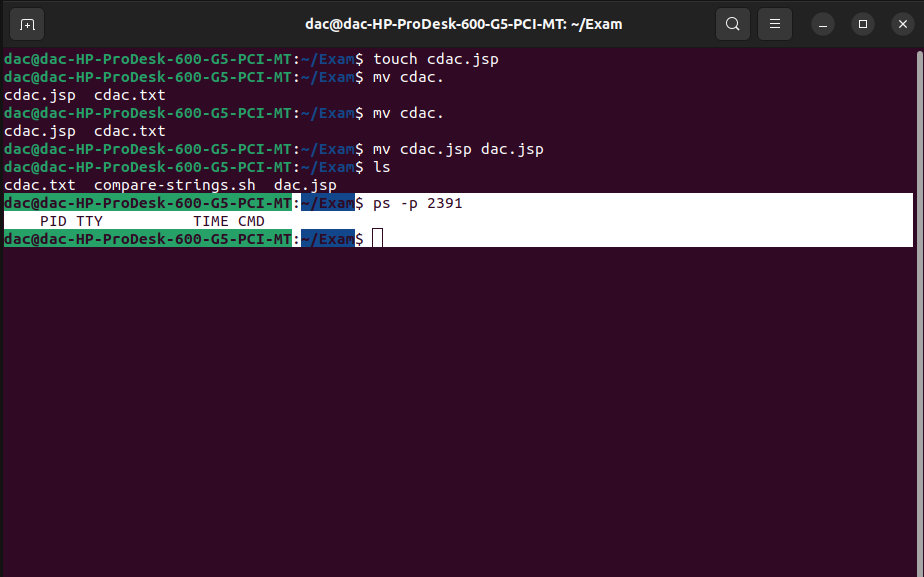 dac@dac-HP-ProDesk-600-G5-PCI-MT: ~/Exam
dac@dac-HP-ProDesk-600-G5-PCI-MT:~/Exam$ touch cdac.jsp
dac@dac-HP-ProDesk-600-G5-PCI-MT:~/Exam$ mv cdac.
cdac.jsp  cdac.txt
dac@dac-HP-ProDesk-600-G5-PCI-MT:~/Exam$ mv cdac.
cdac.jsp  cdac.txt
dac@dac-HP-ProDesk-600-G5-PCI-MT:~/Exam$ mv cdac.jsp dac.jsp
dac@dac-HP-ProDesk-600-G5-PCI-MT:~/Exam$ ls
cdac.txt  compare-strings.sh  dac.jsp
dac@dac-HP-ProDesk-600-G5-PCI-MT:~/Exam$ ps -p 2391
    PID TTY          TIME CMD
dac@dac-HP-ProDesk-600-G5-PCI-MT:~/Exam$